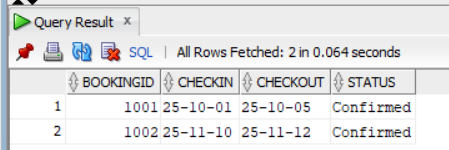 Query Result x
SQL | All Rows Fetched: 2 in 0.064 seconds
BOOKINGID CHECKIN CHECKOUT STATUS
1 1001 25-10-01 25-10-05 Confirmed
2 1002 25-11-10 25-11-12 Confirmed